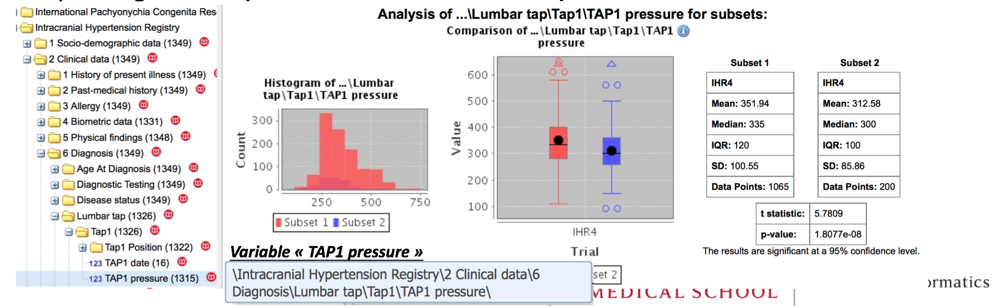 International Pachyonychia Congenita Res
Intracranial Hypertension Registry
1 Socio-demographic data (1349)
2 Clinical data (1349)
1 History of present illness (1349)
2 Past-medical history (1349)
3 Allergy (1349)
4 Biometric data (1331)
5 Physical findings (1348)
6 Diagnosis (1349)
Age At Diagnosis (1349)
Diagnostic Testing (1349)
Disease status (1349)
Lumbar tap (1326)
Tap1 (1326)
Tap1 Position (1322)
123 TAP1 date (16)
123 TAP1 pressure (1315)
Analysis of ...\Lumbar tap\Tap1\TAP1 pressure for subsets:
Histogram of ...\Lumbar
tap\Tap1\TAP1 pressure
Count
300
200
100
0
250 500 750
Subset 1 Subset 2
Comparison of ...\Lumbar tap\Tap1\TAP1
pressure
Value
600
500
400
300
200
100
IHR4
Trial
set 2
Subset 1
IHR4
Mean: 351.94
Median: 335
IQR: 120
SD: 100.55
Data Points: 1065
Subset 2
IHR4
Mean: 312.58
Median: 300
IQR: 100
SD: 85.86
Data Points: 200
t statistic: 5.7809
p-value: 1.8077e-08
The results are significant at a 95% confidence level.
Variable « TAP1 pressure »
\Intracranial Hypertension Registry\2 Clinical data\6
Diagnosis\Lumbar tap\Tap1\TAP1 pressure\
MEDICAL SCHOOL
ormatics